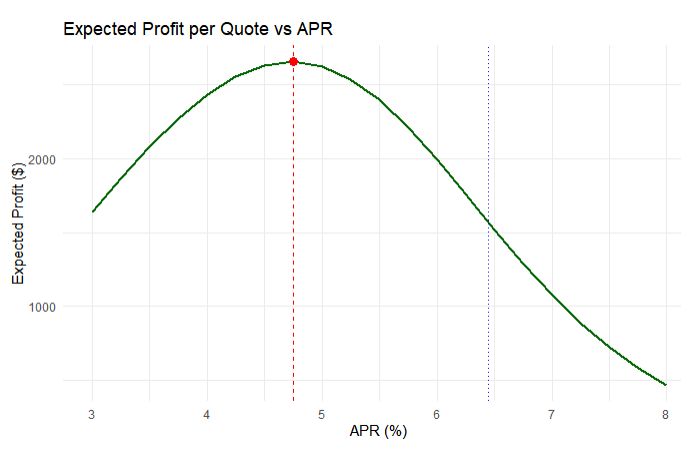 Expected Profit per Quote vs APR
Expected Profit ($)
2000
1000
3 4 5 6 7 8
APR (%)